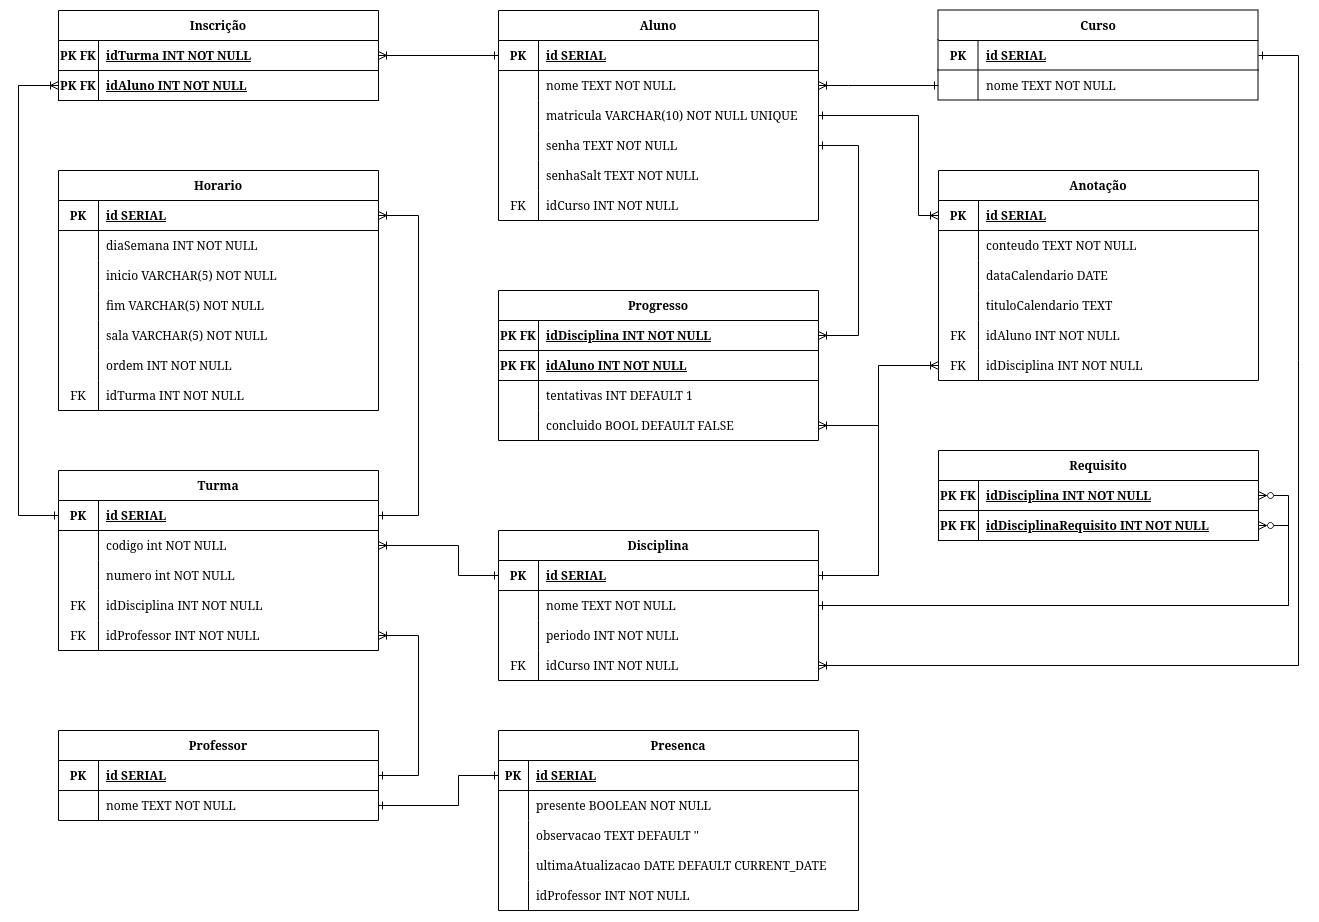 Inscrição
PK FK idTurma INT NOT NULL
PK FK idAluno INT NOT NULL
Aluno
PK id SERIAL
nome TEXT NOT NULL
matricula VARCHAR(10) NOT NULL UNIQUE
senha TEXT NOT NULL
senhaSalt TEXT NOT NULL
FK idCurso INT NOT NULL
Curso
PK id SERIAL
nome TEXT NOT NULL
Horario
PK id SERIAL
diaSemana INT NOT NULL
inicio VARCHAR(5) NOT NULL
fim VARCHAR(5) NOT NULL
sala VARCHAR(5) NOT NULL
ordem INT NOT NULL
FK idTurma INT NOT NULL
Progresso
PK FK idDisciplina INT NOT NULL
PK FK idAluno INT NOT NULL
tentativas INT DEFAULT 1
concluido BOOL DEFAULT FALSE
Anotação
PK id SERIAL
conteudo TEXT NOT NULL
dataCalendario DATE
tituloCalendario TEXT
FK idAluno INT NOT NULL
FK idDisciplina INT NOT NULL
Turma
PK id SERIAL
codigo int NOT NULL
numero int NOT NULL
FK idDisciplina INT NOT NULL
FK idProfessor INT NOT NULL
Disciplina
PK id SERIAL
nome TEXT NOT NULL
periodo INT NOT NULL
FK idCurso INT NOT NULL
Requisito
PK FK idDisciplina INT NOT NULL
PK FK idDisciplinaRequisito INT NOT NULL
Professor
PK id SERIAL
nome TEXT NOT NULL
Presenca
PK id SERIAL
presente BOOLEAN NOT NULL
observacao TEXT DEFAULT ''
ultimaAtualizacao DATE DEFAULT CURRENT_DATE
idProfessor INT NOT NULL